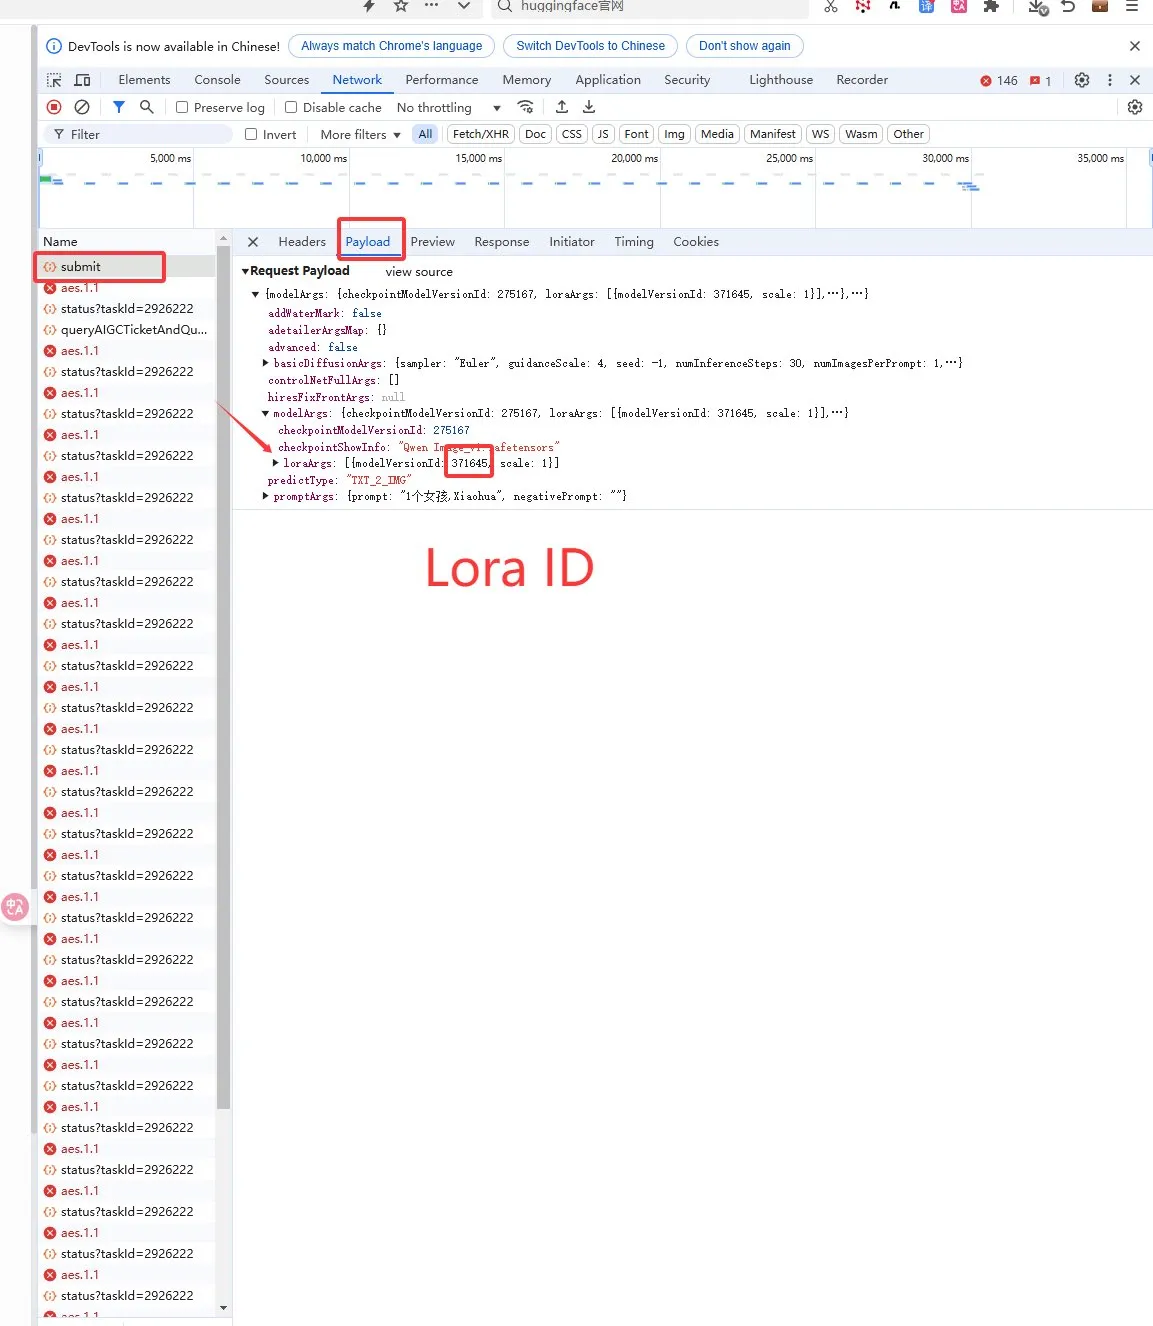 huggingface官网
DevTools is now available in Chinese! Always match Chrome's language Switch DevTools to Chinese Don't show again
Elements Console Sources Network Performance Memory Application Security Lighthouse Recorder 146 1
Preserve log Disable cache No throttling
Filter Invert More filters All Fetch/XHR Doc CSS JS Font Img Media Manifest WS Wasm Other
5,000 ms 10,000 ms 15,000 ms 20,000 ms 25,000 ms 30,000 ms 35,000 ms
Name
submit
aes.1.1
status?taskId=2926222
queryAIGCTicketAndQu...
aes.1.1
status?taskId=2926222
aes.1.1
status?taskId=2926222
aes.1.1
status?taskId=2926222
aes.1.1
status?taskId=2926222
aes.1.1
status?taskId=2926222
aes.1.1
status?taskId=2926222
aes.1.1
status?taskId=2926222
aes.1.1
status?taskId=2926222
aes.1.1
status?taskId=2926222
aes.1.1
status?taskId=2926222
aes.1.1
status?taskId=2926222
aes.1.1
status?taskId=2926222
aes.1.1
status?taskId=2926222
aes.1.1
status?taskId=2926222
aes.1.1
status?taskId=2926222
aes.1.1
status?taskId=2926222
aes.1.1
status?taskId=2926222
aes.1.1
status?taskId=2926222
aes.1.1
status?taskId=2926222
aes.1.1
status?taskId=2926222
aes.1.1
status?taskId=2926222
aes.1.1
status?taskId=2926222
aes.1.1
status?taskId=2926222
aes.1.1
Headers Payload Preview Response Initiator Timing Cookies
Request Payload view source
{modelArgs: {checkpointModelVersionId: 275167, loraArgs: [{modelVersionId: 371645, scale: 1}],…},…}
addWaterMark: false
adetailerArgsMap: {}
advanced: false
basicDiffusionArgs: {sampler: "Euler", guidanceScale: 4, seed: -1, numInferenceSteps: 30, numImagesPerPrompt: 1,…}
controlNetFullArgs: []
hiresFixFrontArgs: null
modelArgs: {checkpointModelVersionId: 275167, loraArgs: [{modelVersionId: 371645, scale: 1}],…}
checkpointModelVersionId: 275167
checkpointShowInfo: "Qwen Image_v1.safetensors"
loraArgs: [{modelVersionId: 371645, scale: 1}]
predictType: "TXT_2_IMG"
promptArgs: {prompt: "1个女孩,Xiaohua", negativePrompt: ""}
Lora ID